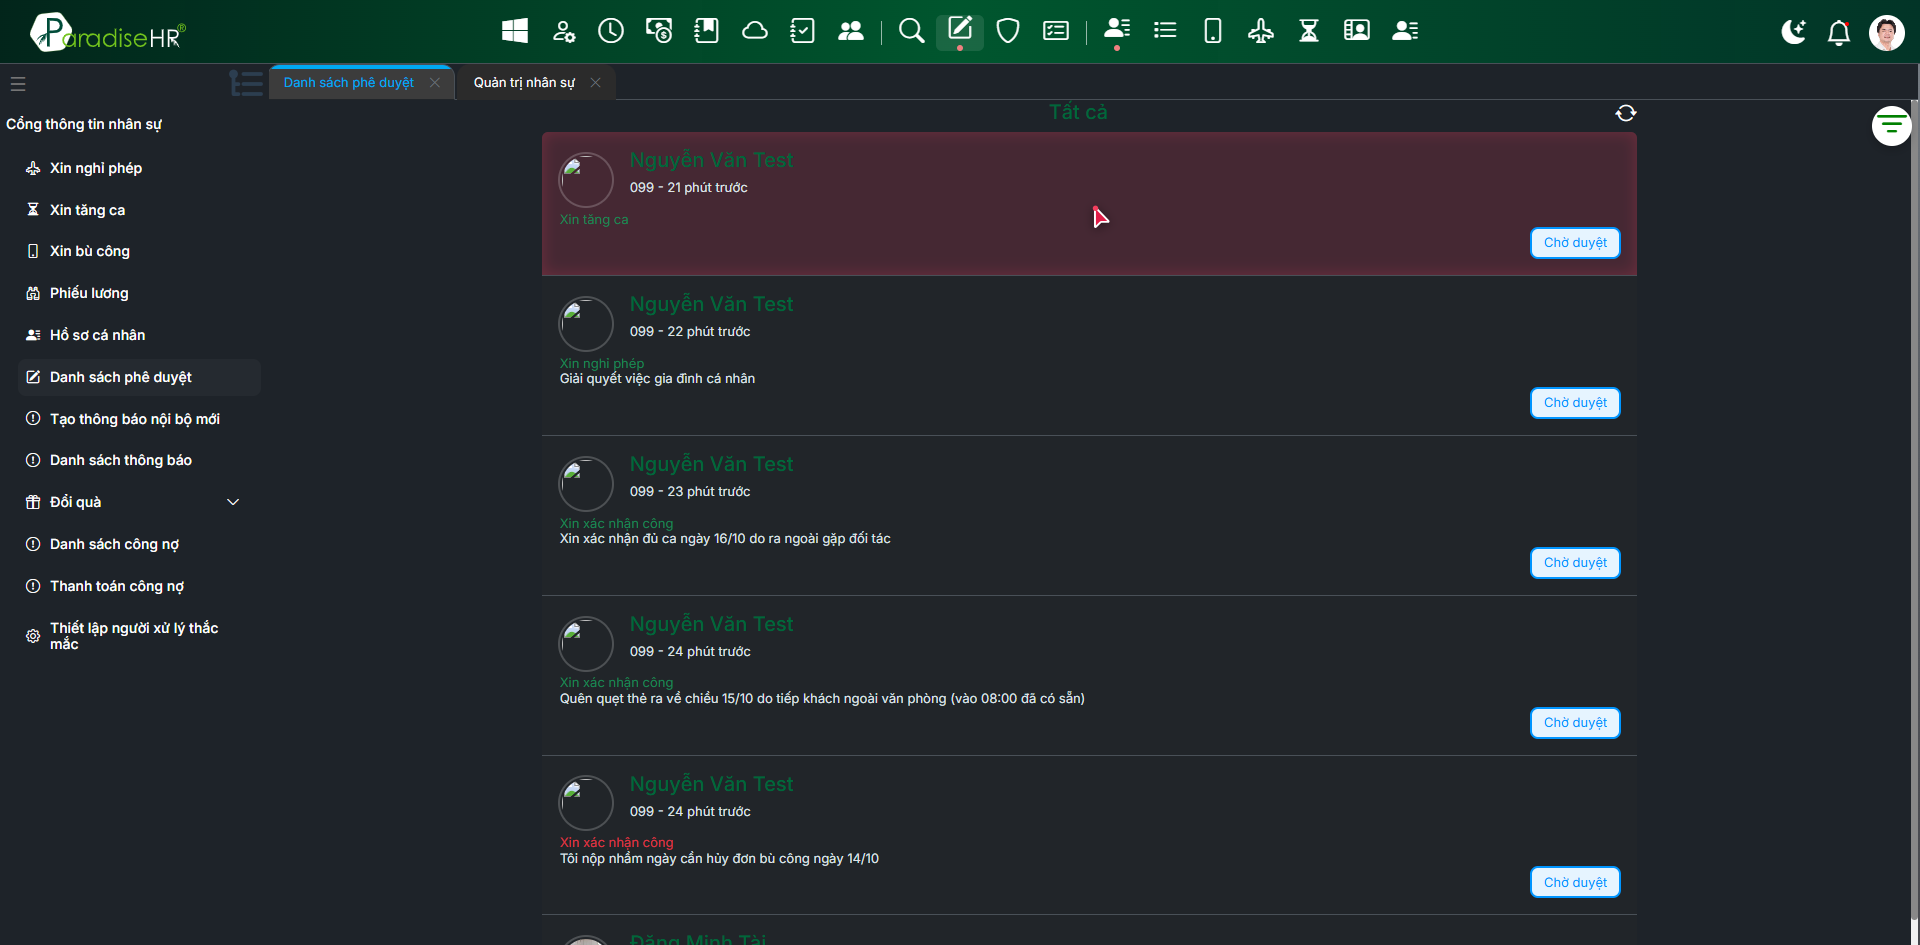 ParadiseHR®
Danh sách phê duyệt
Quản trị nhân sự
Cổng thông tin nhân sự
Xin nghỉ phép
Xin tăng ca
Xin bù công
Phiếu lương
Hồ sơ cá nhân
Danh sách phê duyệt
Tạo thông báo nội bộ mới
Danh sách thông báo
Đổi quà
Danh sách công nợ
Thanh toán công nợ
Thiết lập người xử lý thắc
mắc
Tất cả
Nguyễn Văn Test
099 - 21 phút trước
Xin tăng ca
Chờ duyệt
Nguyễn Văn Test
099 - 22 phút trước
Xin nghỉ phép
Giải quyết việc gia đình cá nhân
Chờ duyệt
Nguyễn Văn Test
099 - 23 phút trước
Xin xác nhận công
Xin xác nhận đủ ca ngày 16/10 do ra ngoài gặp đối tác
Chờ duyệt
Nguyễn Văn Test
099 - 24 phút trước
Xin xác nhận công
Quên quẹt thẻ ra về chiều 15/10 do tiếp khách ngoài văn phòng (vào 08:00 đã có sẵn)
Chờ duyệt
Nguyễn Văn Test
099 - 24 phút trước
Xin xác nhận công
Tôi nộp nhầm ngày cần hủy đơn bù công ngày 14/10
Chờ duyệt
Đặng Minh Tài